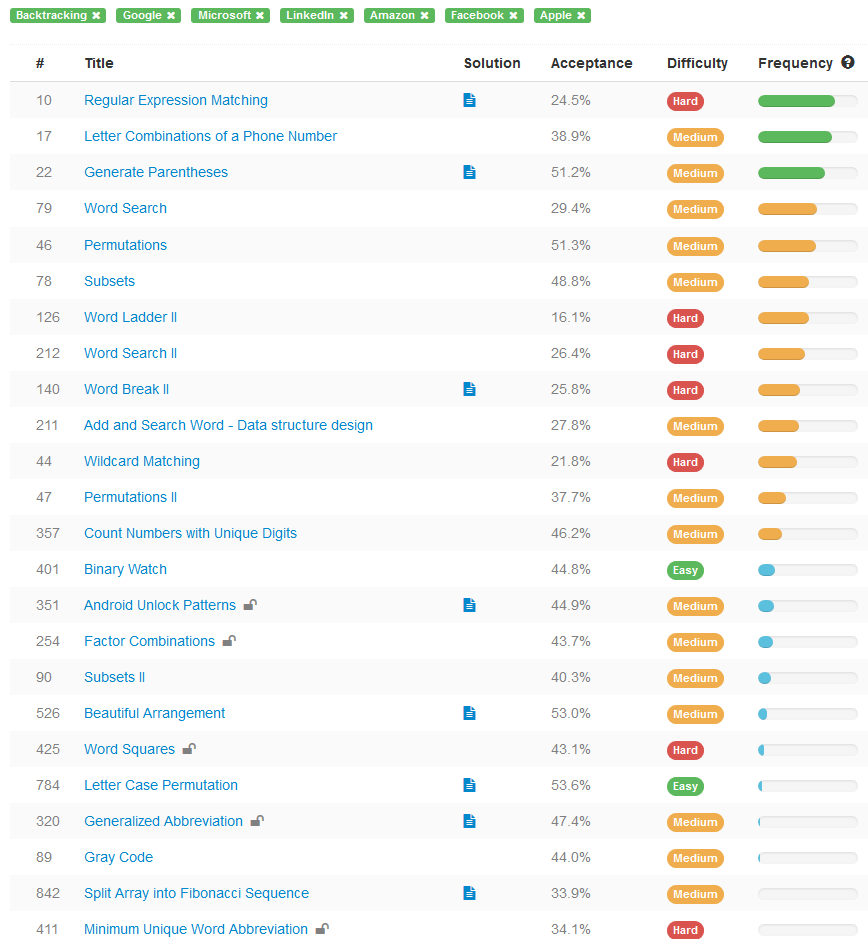 Backtracking × Google × Microsoft × LinkedIn × Amazon × Facebook × Apple ×
# Title Solution Acceptance Difficulty Frequency ?
10 Regular Expression Matching 24.5% Hard
17 Letter Combinations of a Phone Number 38.9% Medium
22 Generate Parentheses 51.2% Medium
79 Word Search 29.4% Medium
46 Permutations 51.3% Medium
78 Subsets 48.8% Medium
126 Word Ladder II 16.1% Hard
212 Word Search II 26.4% Hard
140 Word Break II 25.8% Hard
211 Add and Search Word - Data structure design 27.8% Medium
44 Wildcard Matching 21.8% Hard
47 Permutations II 37.7% Medium
357 Count Numbers with Unique Digits 46.2% Medium
401 Binary Watch 44.8% Easy
351 Android Unlock Patterns 44.9% Medium
254 Factor Combinations 43.7% Medium
90 Subsets II 40.3% Medium
526 Beautiful Arrangement 53.0% Medium
425 Word Squares 43.1% Hard
784 Letter Case Permutation 53.6% Easy
320 Generalized Abbreviation 47.4% Medium
89 Gray Code 44.0% Medium
842 Split Array into Fibonacci Sequence 33.9% Medium
411 Minimum Unique Word Abbreviation 34.1% Hard